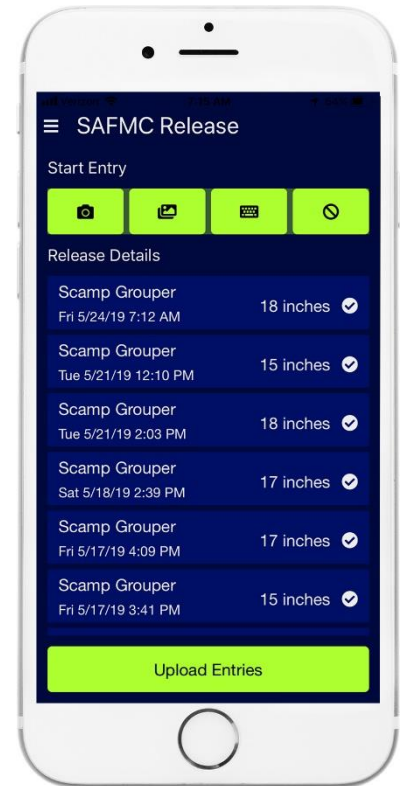 SAFMC Release
Start Entry
Release Details
Scamp Grouper
Fri 5/24/19 7:12 AM
18 inches
Scamp Grouper
Tue 5/21/19 12:10 PM
15 inches
Scamp Grouper
Tue 5/21/19 2:03 PM
18 inches
Scamp Grouper
Sat 5/18/19 2:39 PM
17 inches
Scamp Grouper
Fri 5/17/19 4:09 PM
17 inches
Scamp Grouper
Fri 5/17/19 3:41 PM
15 inches
Upload Entries